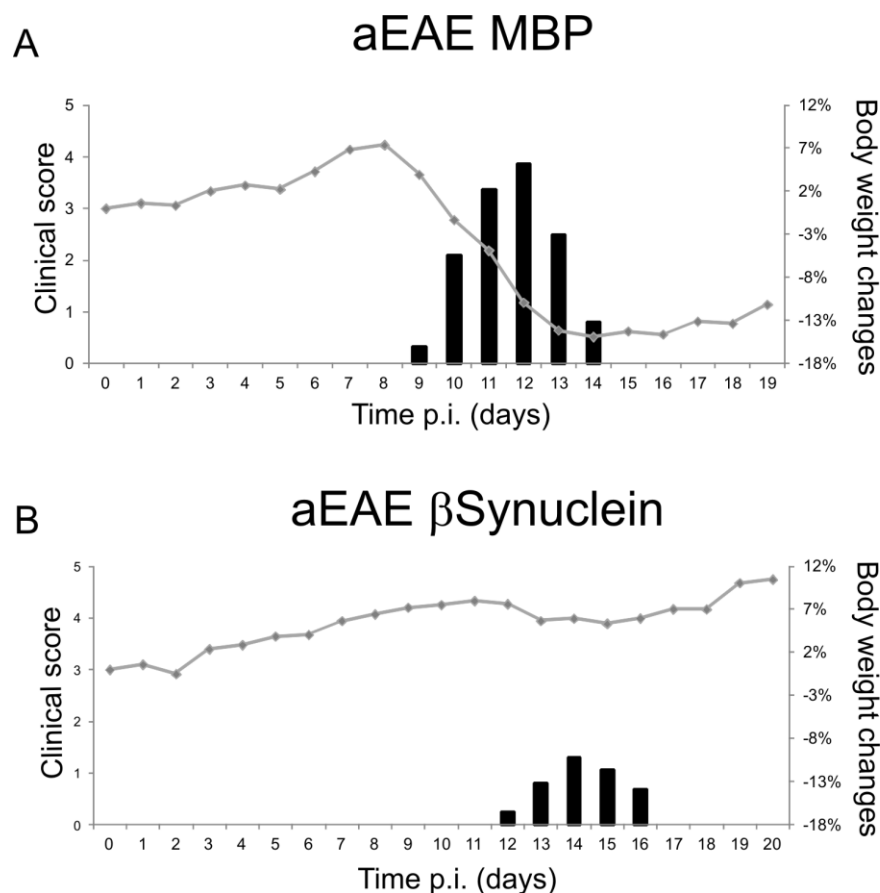 A
aEAE MBP
Clinical score
5
4
3
2
1
0
12%
7%
2%
-3%
-8%
-13%
-18%
Body weight changes
0 1 2 3 4 5 6 7 8 9 10 11 12 13 14 15 16 17 18 19
Time p.i. (days)
B
aEAE βSynuclein
Clinical score
5
4
3
2
1
0
12%
7%
2%
-3%
-8%
-13%
-18%
Body weight changes
0 1 2 3 4 5 6 7 8 9 10 11 12 13 14 15 16 17 18 19 20
Time p.i. (days)